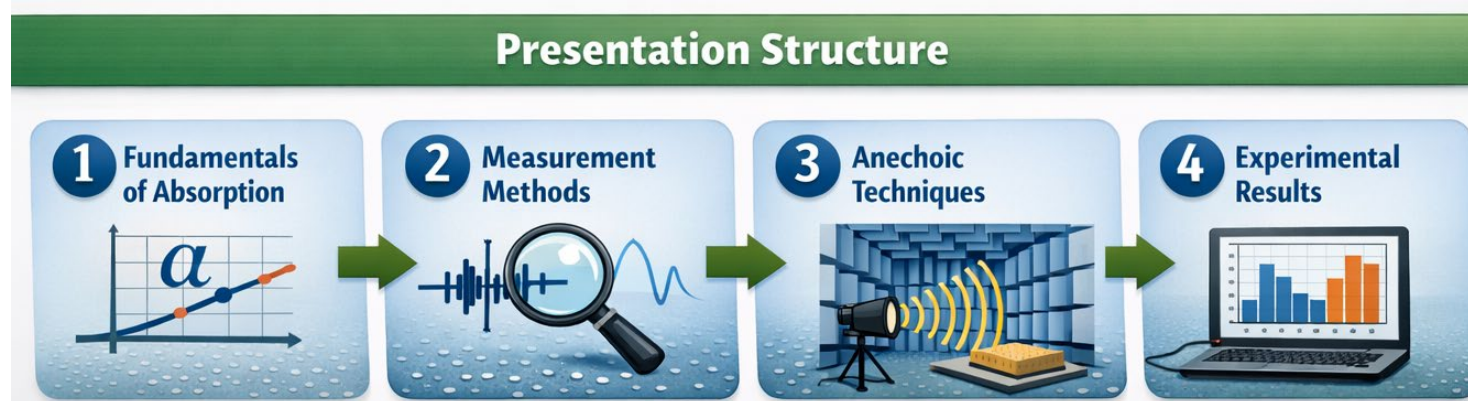 Presentation Structure
1 Fundamentals
of Absorption
α
2 Measurement
Methods
3 Anechoic
Techniques
4 Experimental
Results